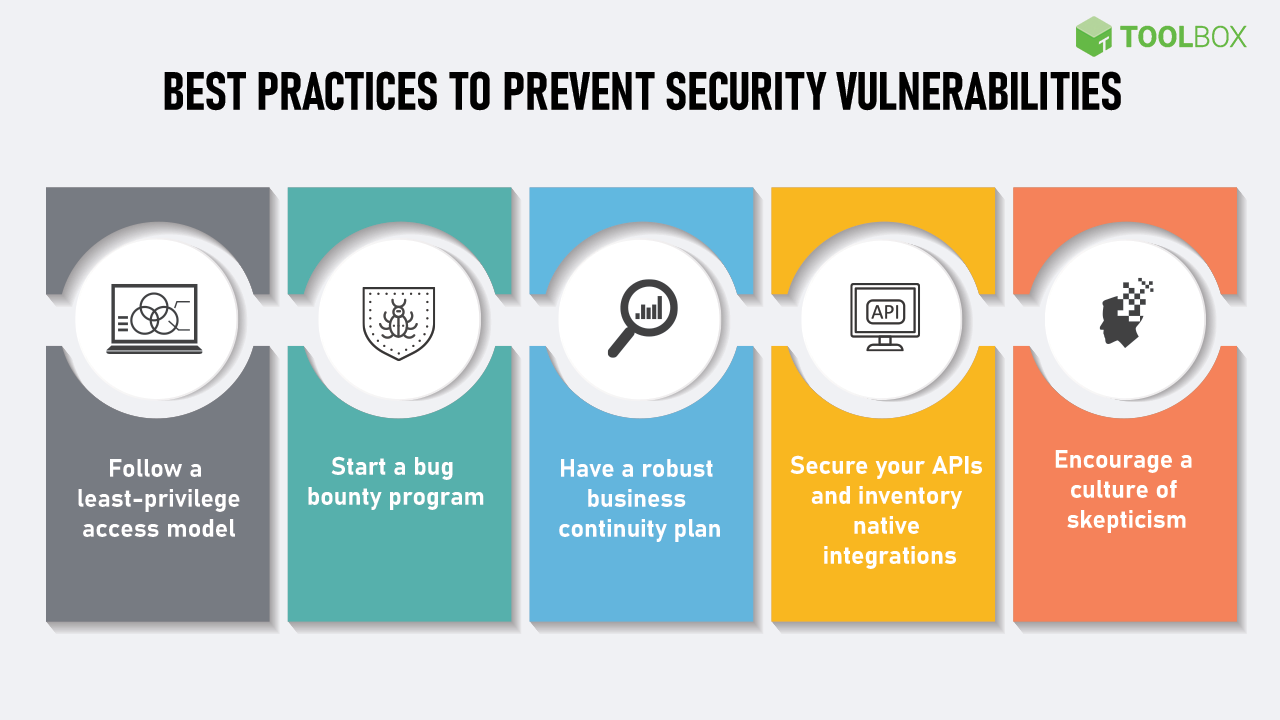 TOOLBOX
BEST PRACTICES TO PREVENT SECURITY VULNERABILITIES
API
Follow a
least-privilege
access model
Start a bug
bounty program
Have a robust
business
continuity plan
Secure your APIs
and inventory
native
integrations
Encourage a
culture of
skepticism